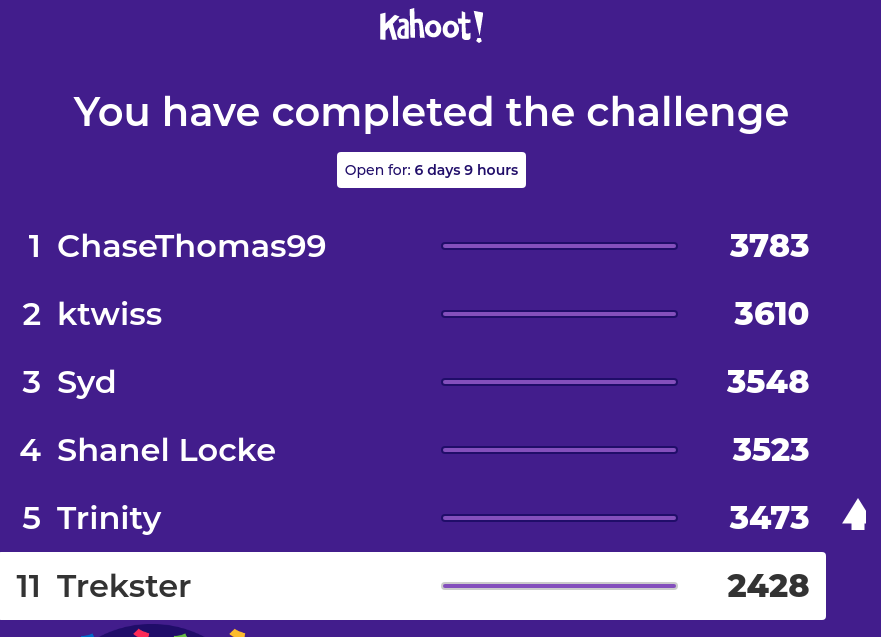 Kahoot!
You have completed the challenge
Open for: 6 days 9 hours
1 ChaseThomas99 3783
2 ktwiss 3610
3 Syd 3548
4 Shanel Locke 3523
5 Trinity 3473
11 Trekster 2428